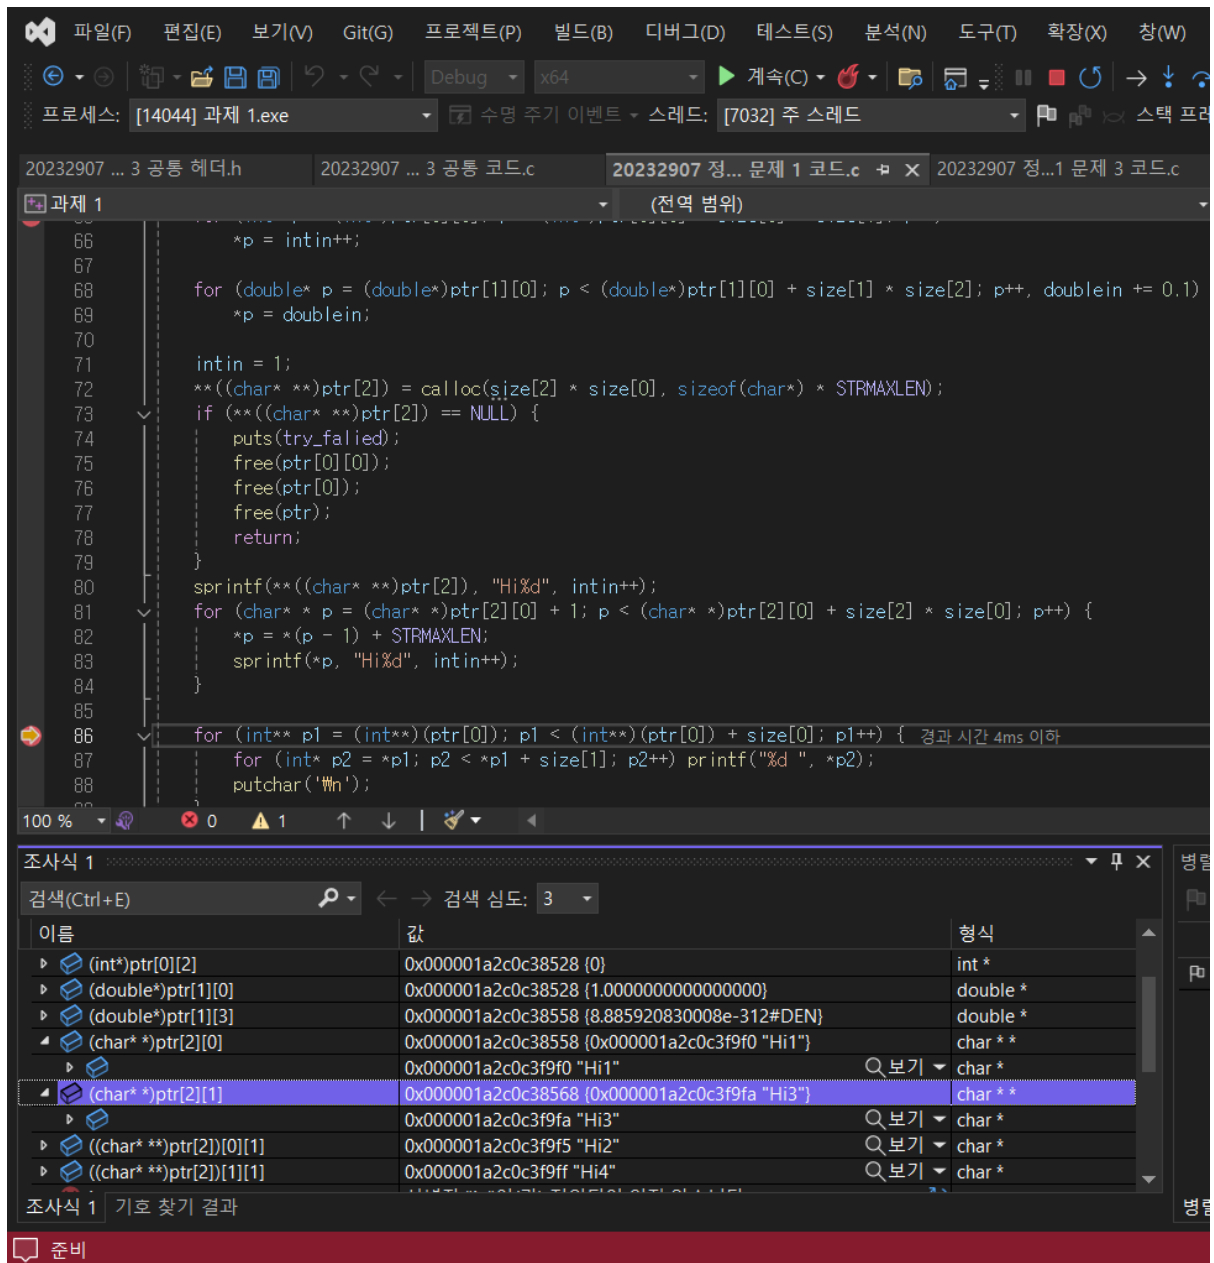 파일(F) 편집(E) 보기(V) Git(G) 프로젝트(P) 빌드(B) 디버그(D) 테스트(S) 분석(N) 도구(T) 확장(X) 창(W)
Debug x64 계속(C)
프로세스: [14044] 과제 1.exe 수명 주기 이벤트 스레드: [7032] 주 스레드 스택 프레
20232907 ... 3 공통 헤더.h 20232907 ... 3 공통 코드.c 20232907 정... 문제 1 코드.c 20232907 정...1 문제 3 코드.c
과제 1 (전역 범위)
66 *p = intin++;
67
68 for (double* p = (double*)ptr[1][0]; p < (double*)ptr[1][0] + size[1] * size[2]; p++, doublein += 0.1)
69 *p = doublein;
70
71 intin = 1;
72 **((char* **)ptr[2]) = calloc(size[2] * size[0], sizeof(char*) * STRMAXLEN);
73 if (**((char* **)ptr[2]) == NULL) {
74 puts(try_falied);
75 free(ptr[0][0]);
76 free(ptr[0]);
77 free(ptr);
78 return;
79 }
80 sprintf(**((char* **)ptr[2]), "Hi%d", intin++);
81 for (char* * p = (char* *)ptr[2][0] + 1; p < (char* *)ptr[2][0] + size[2] * size[0]; p++) {
82 *p = *(p - 1) + STRMAXLEN;
83 sprintf(*p, "Hi%d", intin++);
84 }
85
86 for (int** p1 = (int**)(ptr[0]); p1 < (int**)(ptr[0]) + size[0]; p1++) { 경과 시간 4ms 이하
87 for (int* p2 = *p1; p2 < *p1 + size[1]; p2++) printf("%d ", *p2);
88 putchar('₩n');
100 % 0 1
조사식 1 병렬
검색(Ctrl+E) 검색 심도: 3
이름 값 형식
(int*)ptr[0][2] 0x000001a2c0c38528 {0} int *
(double*)ptr[1][0] 0x000001a2c0c38528 {1.0000000000000000} double *
(double*)ptr[1][3] 0x000001a2c0c38558 {8.885920830008e-312#DEN} double *
(char* *)ptr[2][0] 0x000001a2c0c38558 {0x000001a2c0c3f9f0 "Hi1"} char * *
0x000001a2c0c3f9f0 "Hi1" 보기 char *
(char* *)ptr[2][1] 0x000001a2c0c38568 {0x000001a2c0c3f9fa "Hi3"} char * *
0x000001a2c0c3f9fa "Hi3" 보기 char *
((char* **)ptr[2])[0][1] 0x000001a2c0c3f9f5 "Hi2" 보기 char *
((char* **)ptr[2])[1][1] 0x000001a2c0c3f9ff "Hi4" 보기 char *
조사식 1 기호 찾기 결과 병렬
준비